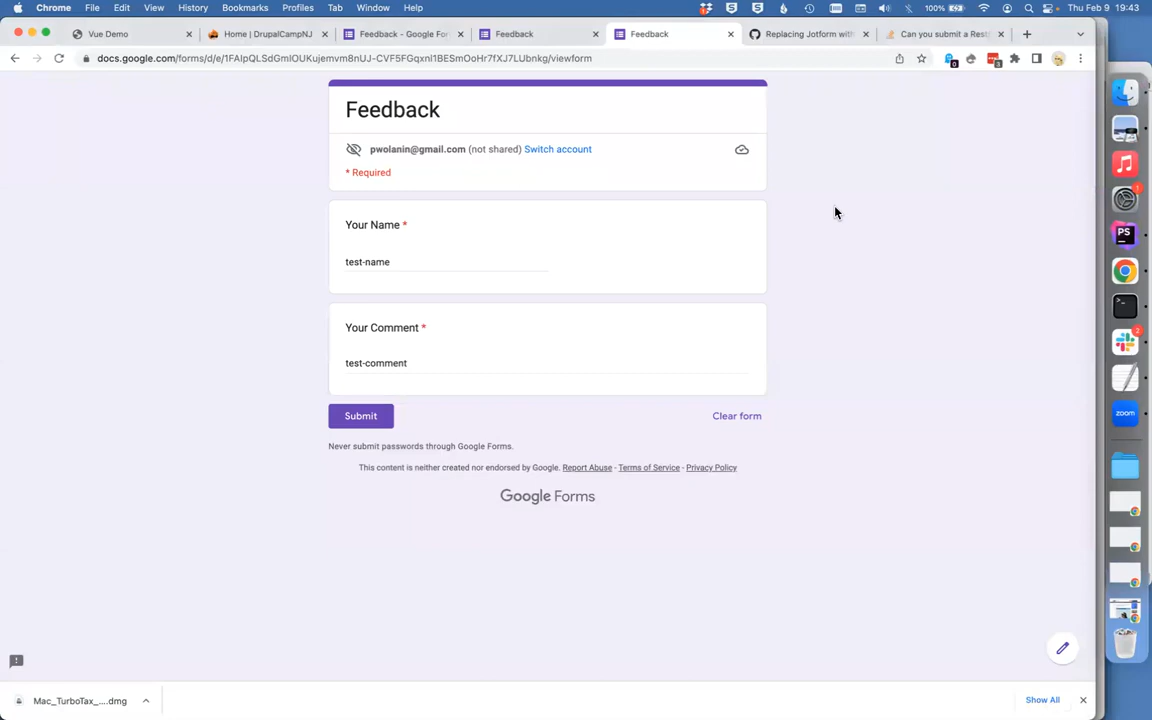 Chrome File Edit View History Bookmarks Profiles Tab Window Help 100% Thu Feb 9 19:43
Vue Demo Home | DrupalCampNJ Feedback - Google For Feedback Feedback Replacing Jotform with Can you submit a Rest
docs.google.com/forms/d/e/1FAIpQLSdGmIOUKujemvm8nUJ-CVF5FGqxnl1BESmOoHr7fXJ7LUbnkg/viewform
Feedback
pwolanin@gmail.com (not shared) Switch account
* Required
Your Name *
test-name
Your Comment *
test-comment
Submit Clear form
Never submit passwords through Google Forms.
This content is neither created nor endorsed by Google. Report Abuse - Terms of Service - Privacy Policy
Google Forms
Mac_TurboTax_....dmg Show All
PS
zoom